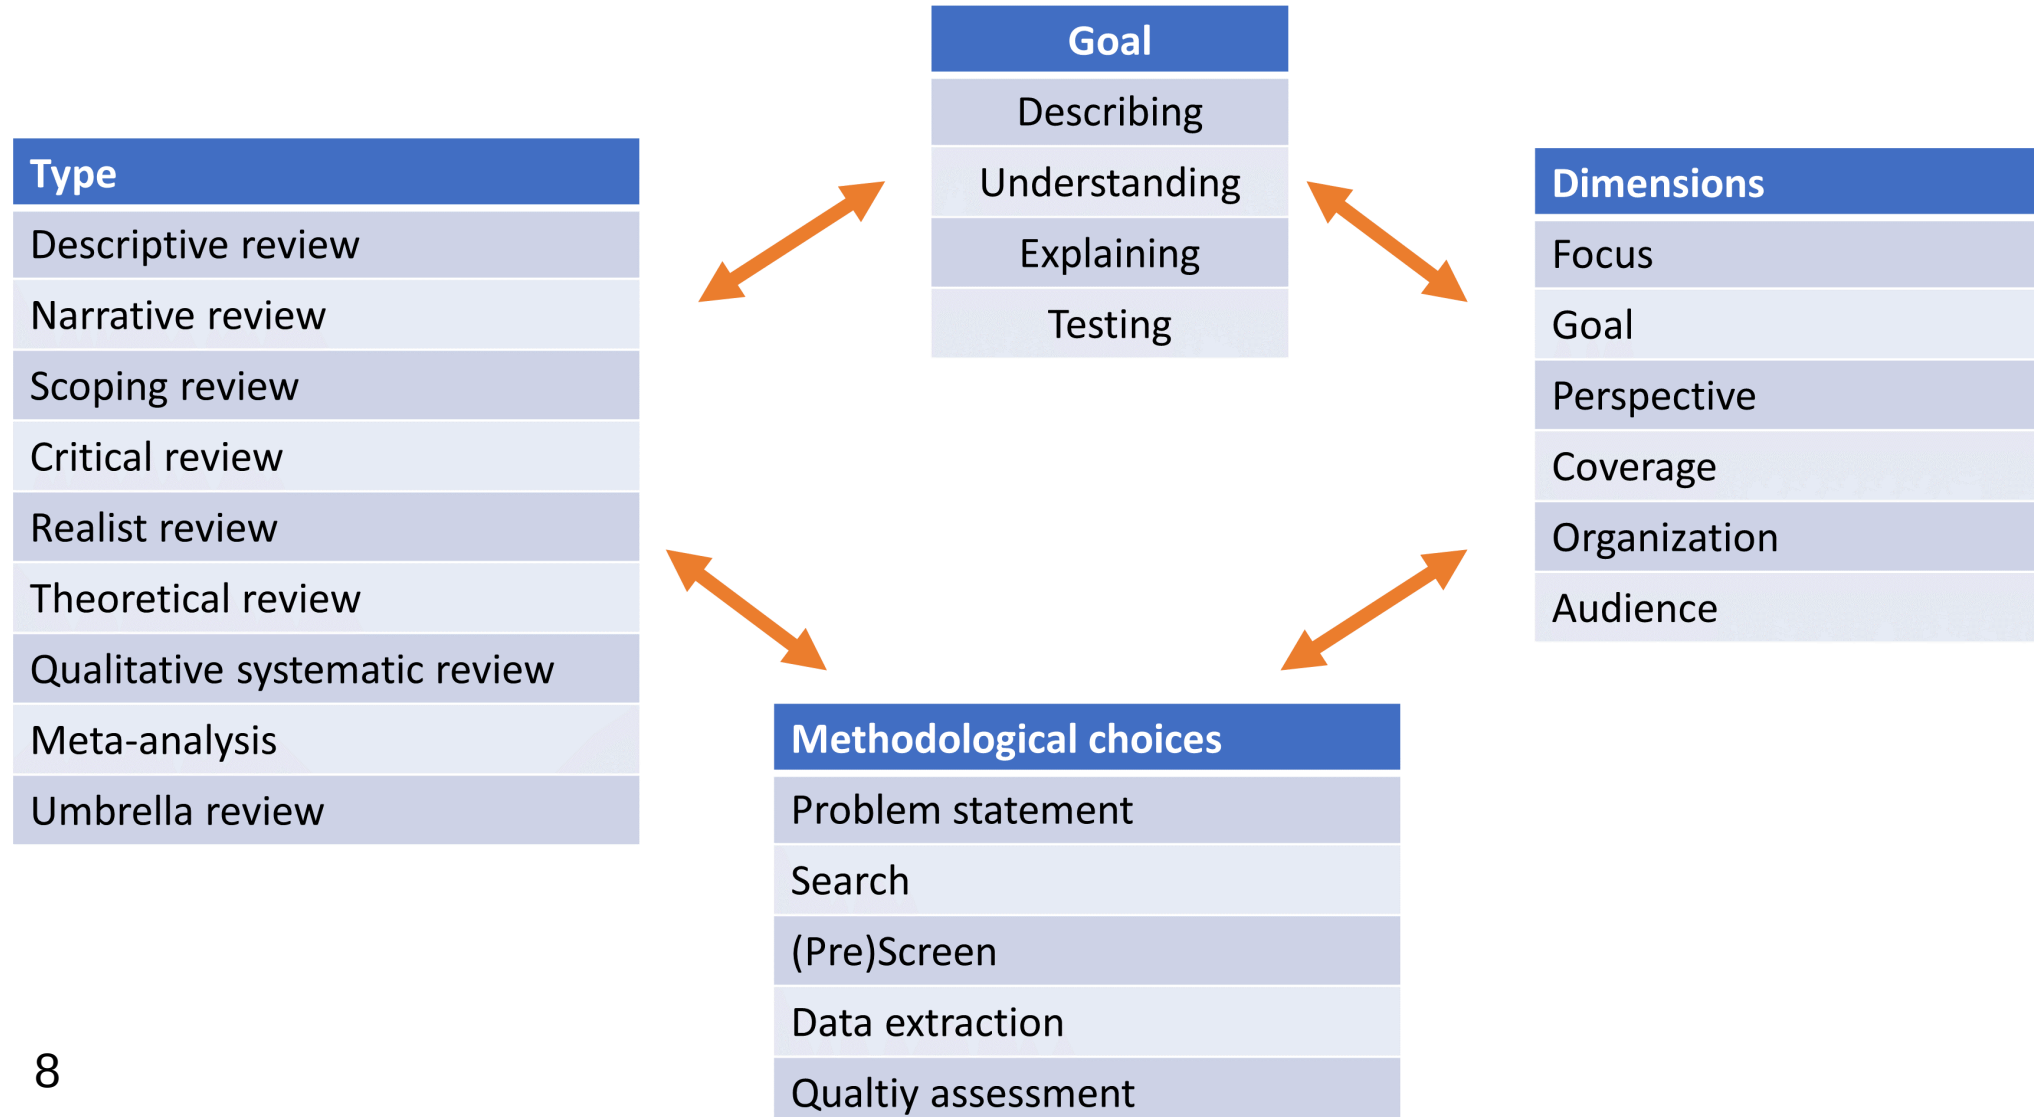 Goal
Describing
Understanding
Explaining
Testing
Type
Descriptive review
Narrative review
Scoping review
Critical review
Realist review
Theoretical review
Qualitative systematic review
Meta-analysis
Umbrella review
Dimensions
Focus
Goal
Perspective
Coverage
Organization
Audience
Methodological choices
Problem statement
Search
(Pre)Screen
Data extraction
Qualtiy assessment
8